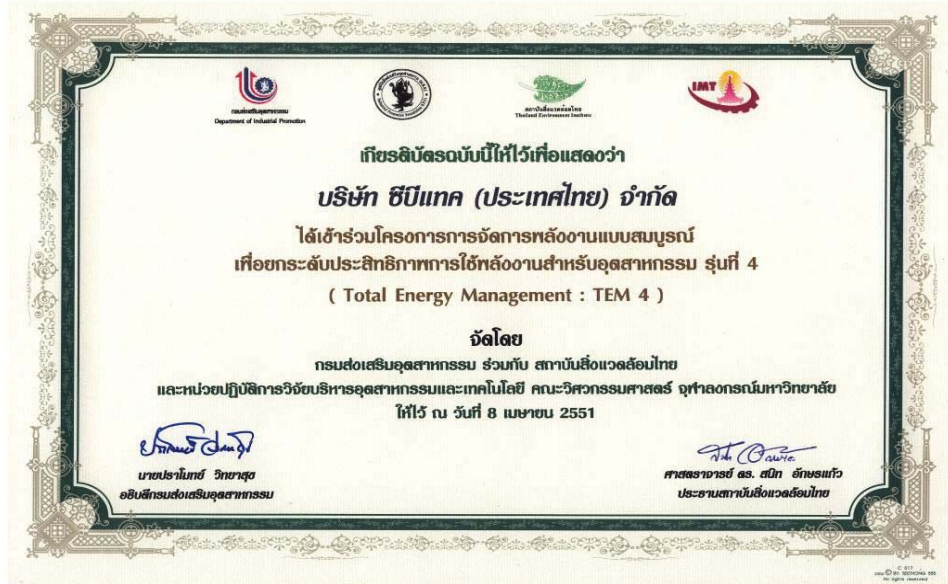 กรมส่งเสริมอุตสาหกรรม
Department of Industrial Promotion
สถาบันสิ่งแวดล้อมไทย
Thailand Environment Institute
IMT
เกียรติบัตรฉบับนี้ให้ไว้เพื่อแสดงว่า
บริษัท ซีบีแทค (ประเทศไทย) จำกัด
ได้เข้าร่วมโครงการการจัดการพลังงานแบบสมบูรณ์
เพื่อยกระดับประสิทธิภาพการใช้พลังงานสำหรับอุตสาหกรรม รุ่นที่ 4
( Total Energy Management : TEM 4 )
จัดโดย
กรมส่งเสริมอุตสาหกรรม ร่วมกับ สถาบันสิ่งแวดล้อมไทย
และหน่วยปฏิบัติการวิจัยบริหารอุตสาหกรรมและเทคโนโลยี คณะวิศวกรรมศาสตร์ จุฬาลงกรณ์มหาวิทยาลัย
ให้ไว้ ณ วันที่ 8 เมษายน 2551
นายปราโมทย์ วิทยาสุข
อธิบดีกรมส่งเสริมอุตสาหกรรม
ศาสตราจารย์ ดร. สนิท อักษรแก้ว
ประธานสถาบันสิ่งแวดล้อมไทย
All rights reserved